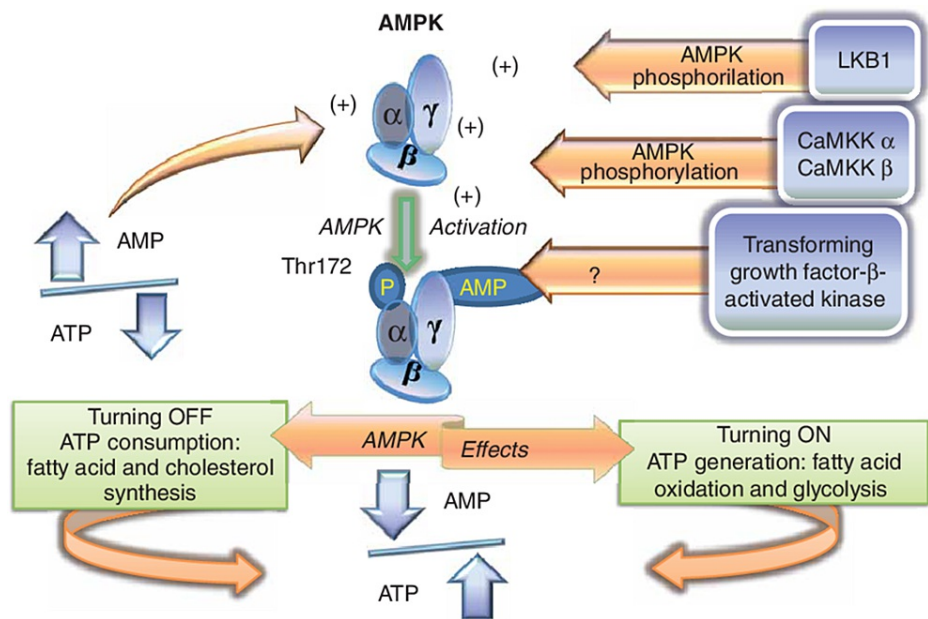 AMPK
(+)
AMPK
phosphorilation
LKB1
(+)
α
γ
(+)
β
AMPK
phosphorylation
CaMKK α
CaMKK β
(+)
AMPK
Activation
AMP
ATP
Thr172
P
AMP
α
γ
β
?
Transforming
growth factor-β-
activated kinase
Turning OFF
ATP consumption:
fatty acid and cholesterol
synthesis
AMPK
Effects
Turning ON
ATP generation: fatty acid
oxidation and glycolysis
AMP
ATP